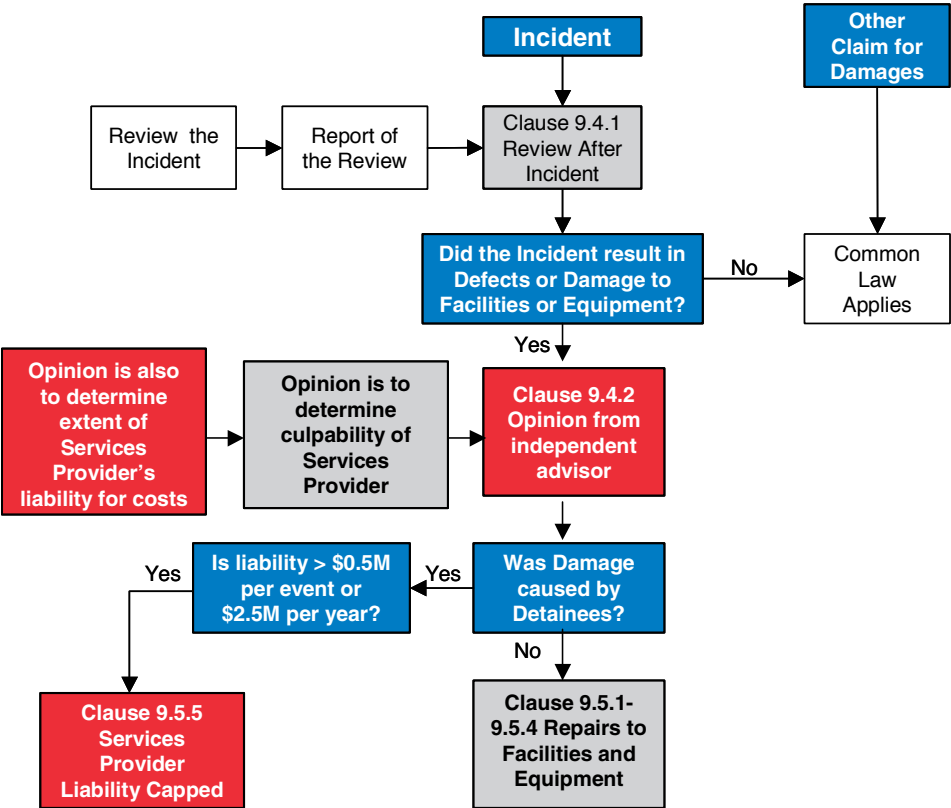 Incident
Other
Claim for
Damages
Review the
Incident
Report of
the Review
Clause 9.4.1
Review After
Incident
Did the Incident result in
Defects or Damage to
Facilities or Equipment?
No
Common
Law
Applies
Yes
Opinion is also
to determine
extent of
Services
Provider's
liability for costs
Opinion is to
determine
culpability of
Services
Provider
Clause 9.4.2
Opinion from
independent
advisor
Yes
Is liability > $0.5M
per event or
$2.5M per year?
Yes
Was Damage
caused by
Detainees?
No
Clause 9.5.5
Services
Provider
Liability Capped
Clause 9.5.1-
9.5.4 Repairs to
Facilities and
Equipment